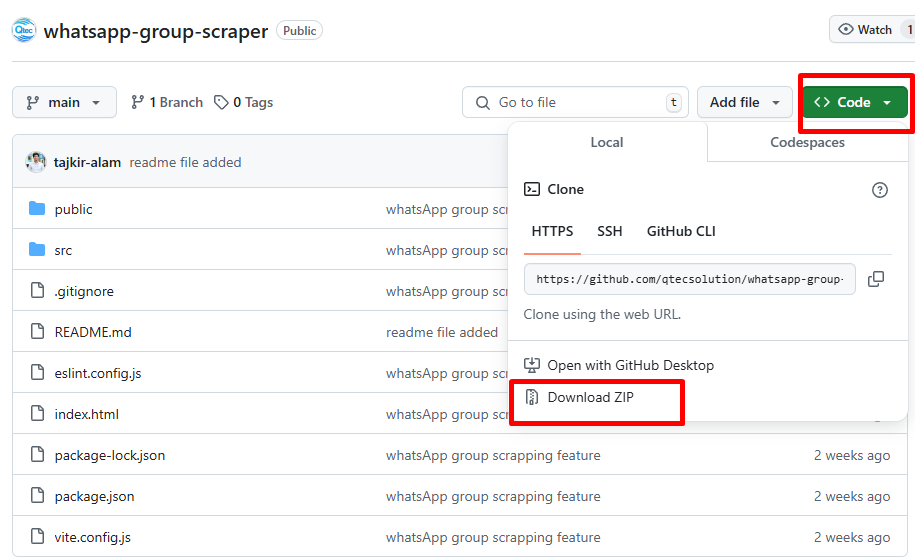 Qtec whatsapp-group-scraper Public Watch 1
main 1 Branch 0 Tags Go to file t Add file Code
Local Codespaces
tajkir-alam readme file added
Clone
public whatsApp group scr
HTTPS SSH GitHub CLI
src whatsApp group scr
.gitignore whatsApp group scr
https://github.com/qtecsolution/whatsapp-group-
Clone using the web URL.
README.md readme file added
eslint.config.js whatsApp group scr
Open with GitHub Desktop
Download ZIP
index.html whatsApp group scr
package-lock.json whatsApp group scrapping feature 2 weeks ago
package.json whatsApp group scrapping feature 2 weeks ago
vite.config.js whatsApp group scrapping feature 2 weeks ago